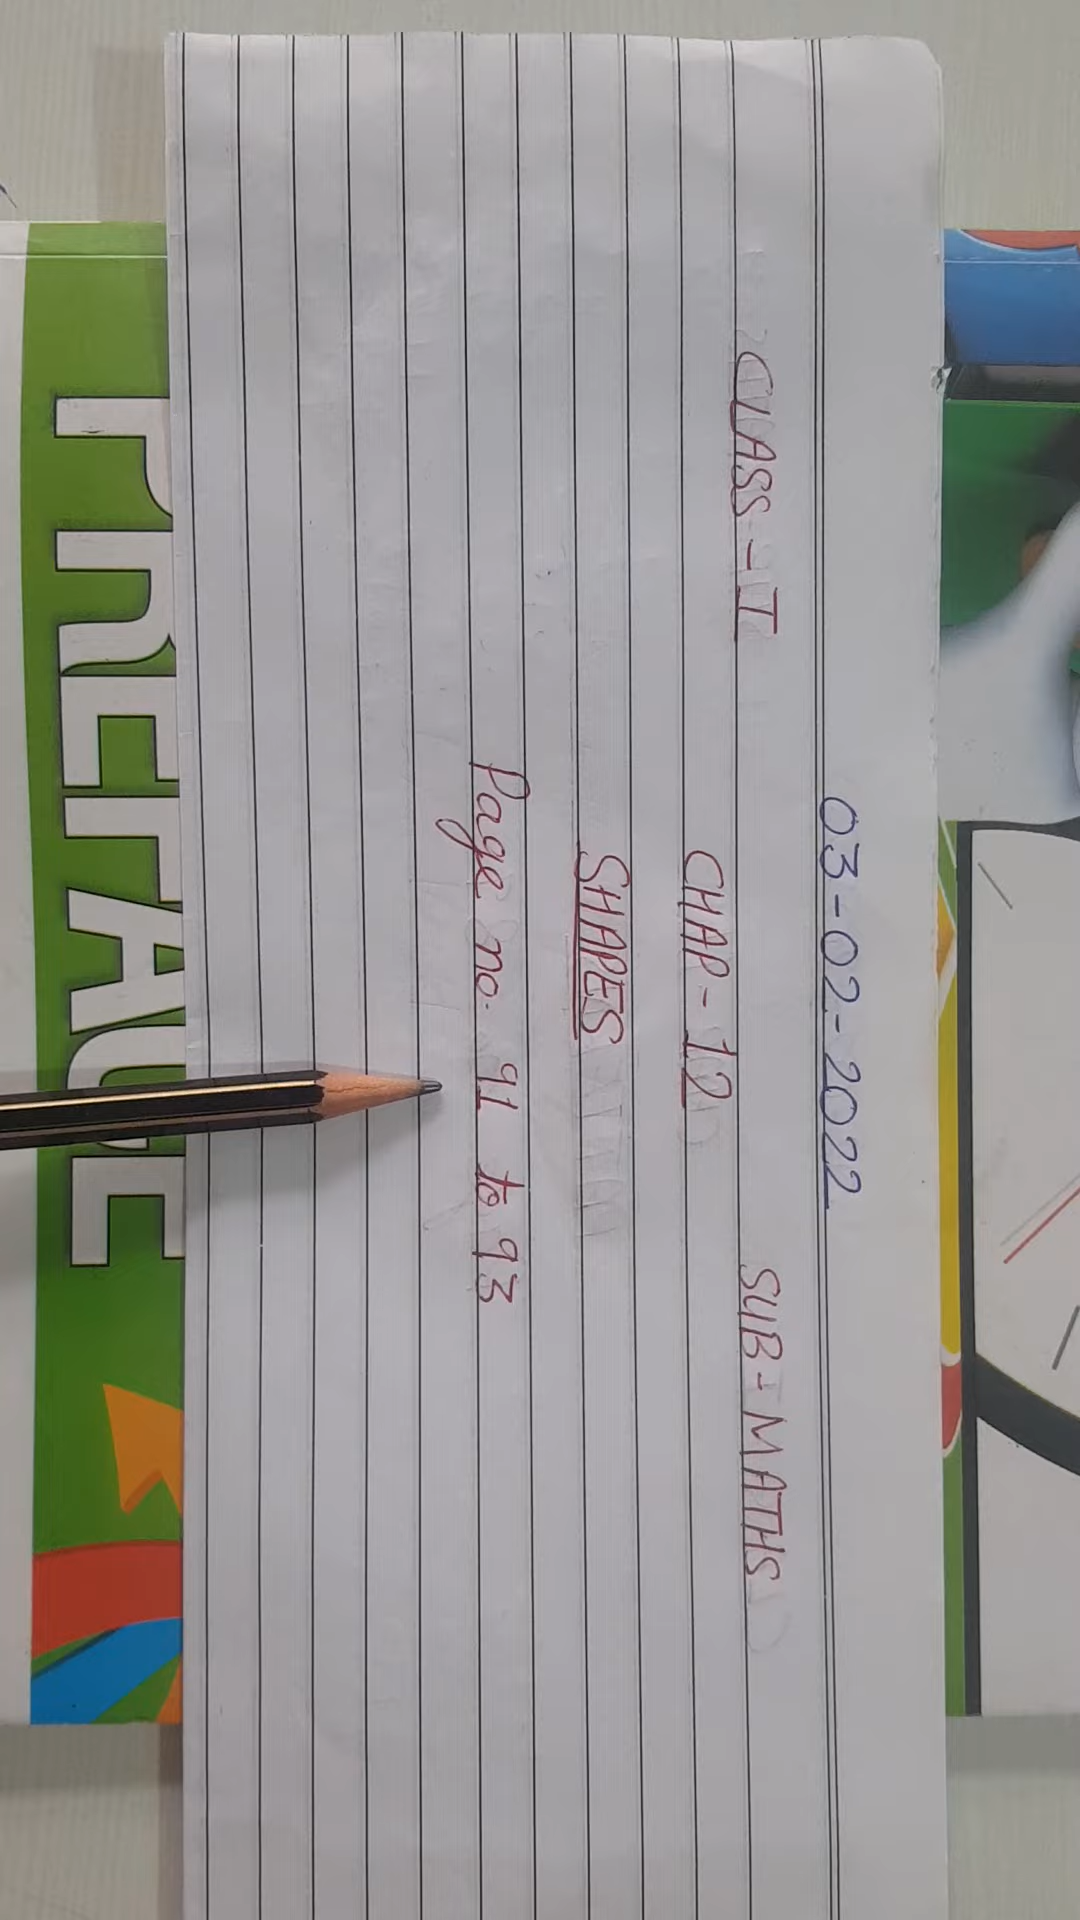 03-02-2022
CLASS - I SUB - MATHS
CHAP - 12
SHAPES
Page no. 91 to 93
PREFACE